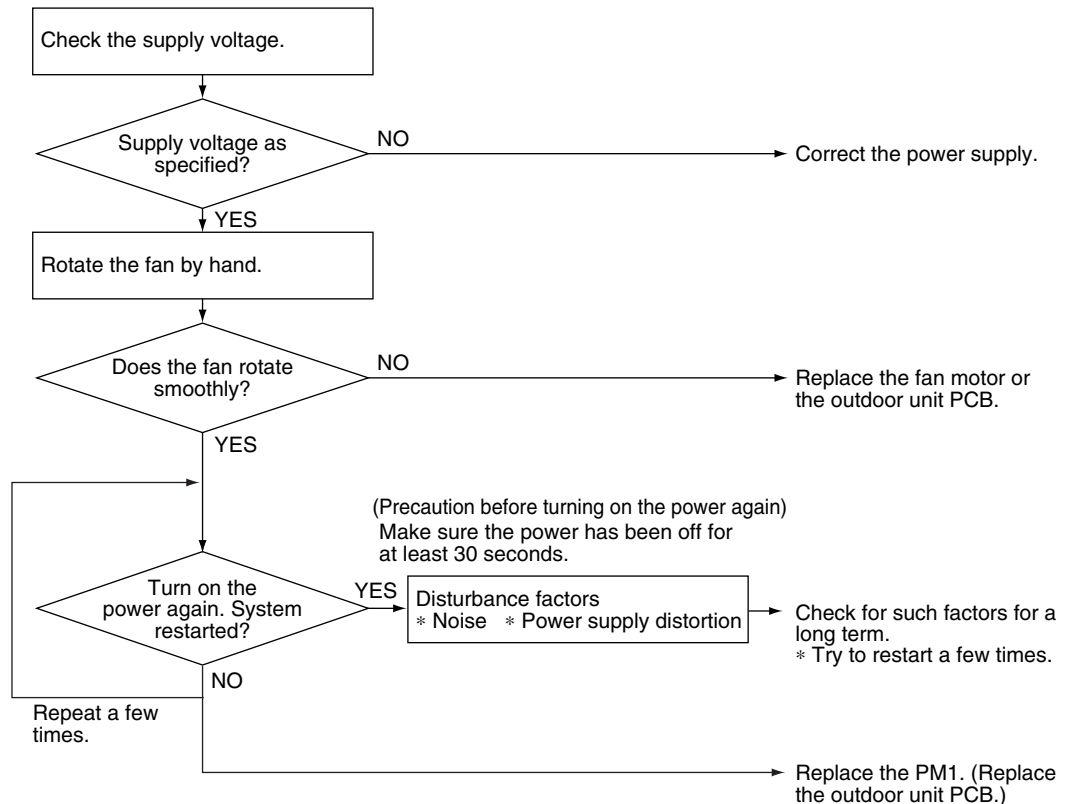 Check the supply voltage.
Supply voltage as
specified?
NO
Correct the power supply.
YES
Rotate the fan by hand.
Does the fan rotate
smoothly?
NO
Replace the fan motor or
the outdoor unit PCB.
YES
(Precaution before turning on the power again)
Make sure the power has been off for
at least 30 seconds.
Turn on the
power again. System
restarted?
YES
Disturbance factors
* Noise * Power supply distortion
Check for such factors for a
long term.
* Try to restart a few times.
NO
Repeat a few
times.
Replace the PM1. (Replace
the outdoor unit PCB.)